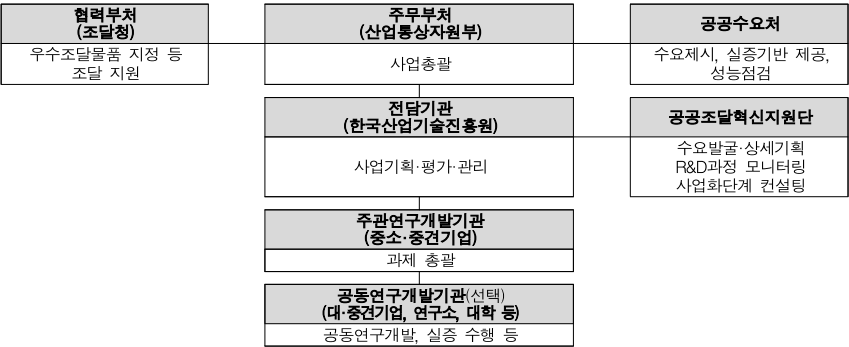 협력부처
(조달청)
우수조달물품 지정 등
조달 지원
주무부처
(산업통상자원부)
사업총괄
공공수요처
수요제시, 실증기반 제공,
성능점검
전담기관
(한국산업기술진흥원)
사업기획·평가·관리
공공조달혁신지원단
수요발굴·상세기획
R&D과정 모니터링
사업화단계 컨설팅
주관연구개발기관
(중소·중견기업)
과제 총괄
공동연구개발기관(선택)
(대·중견기업, 연구소, 대학 등)
공동연구개발, 실증 수행 등